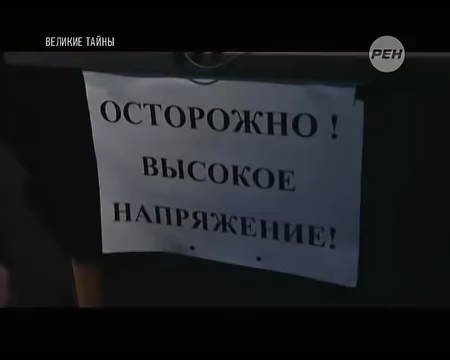 ВЕЛИКИЕ ТАЙНЫ
РЕН
ОСТОРОЖНО !
ВЫСОКОЕ
НАПРЯЖЕНИЕ!